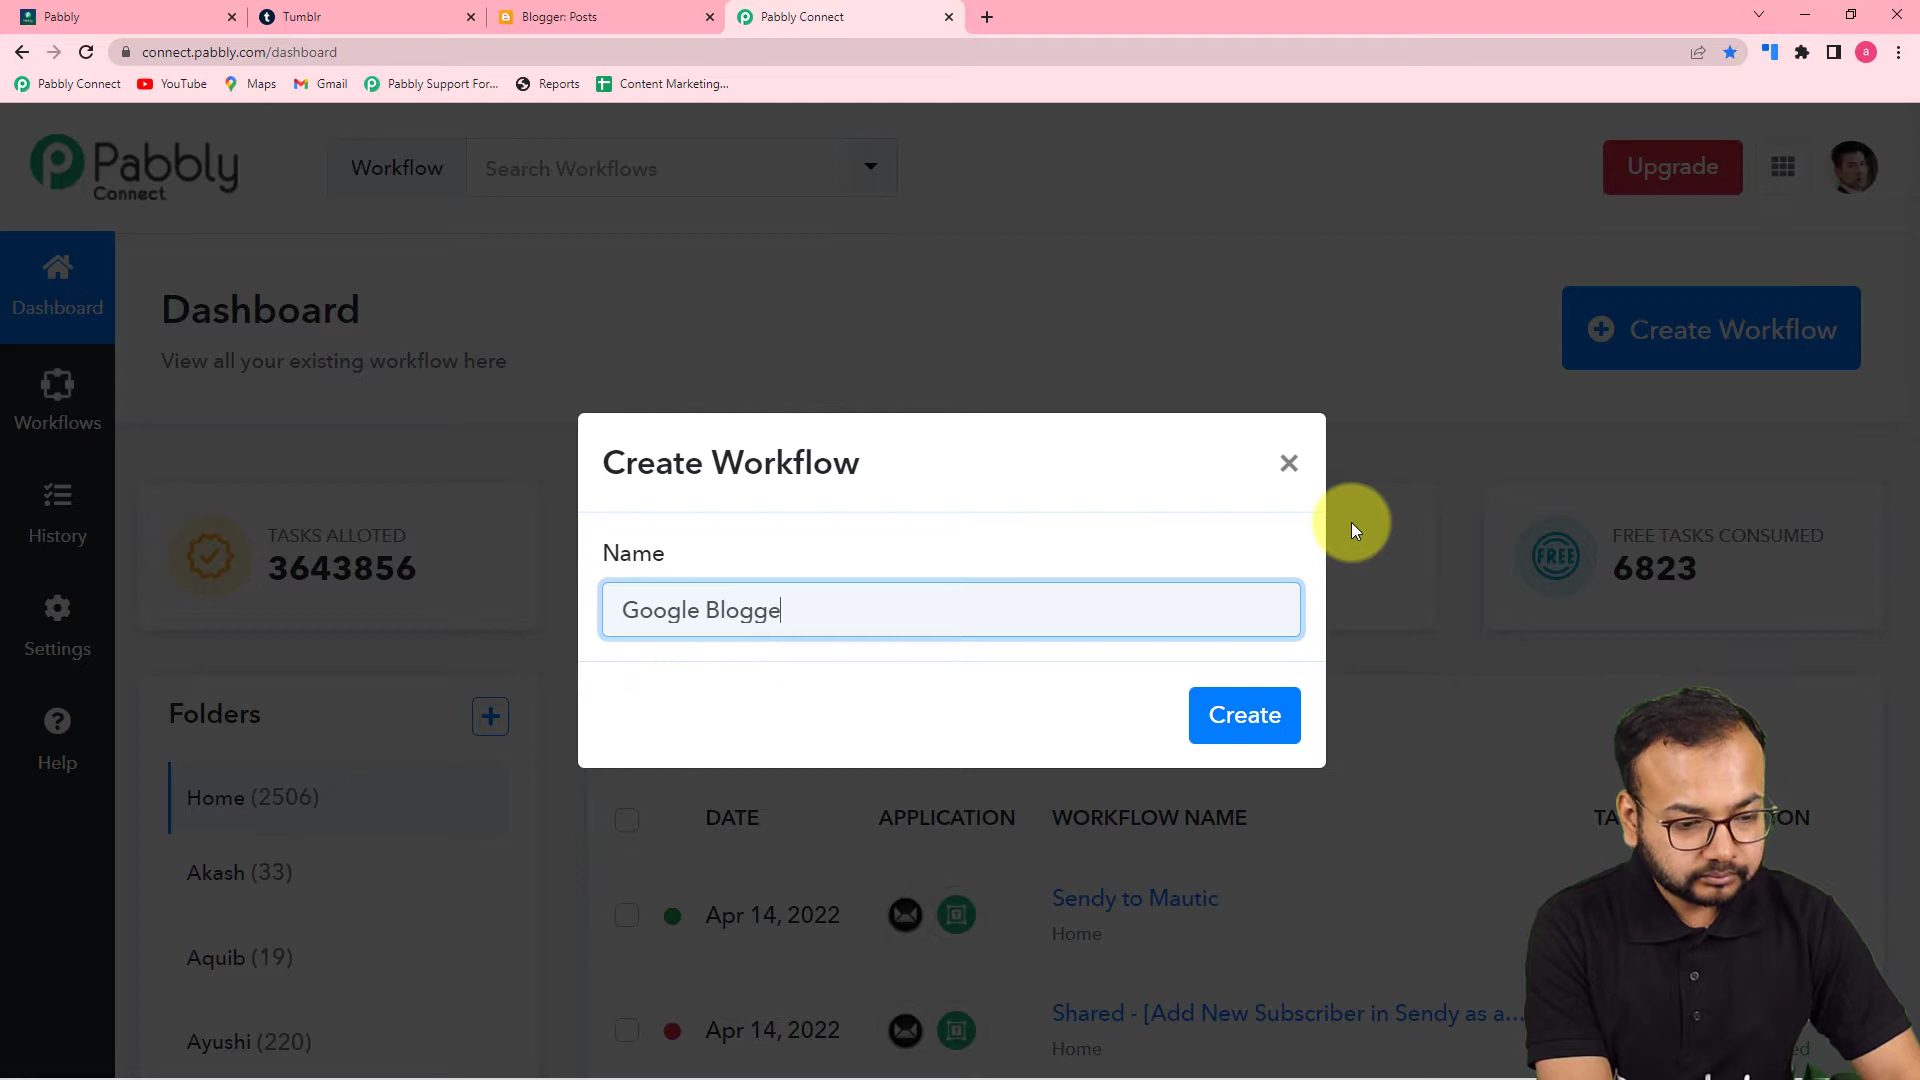 Pabbly
Tumblr
Blogger: Posts
Pabbly Connect
connect.pabbly.com/dashboard
Pabbly Connect
YouTube
Maps
Gmail
Pabbly Support For...
Reports
Content Marketing...
Pabbly
Connect
Workflow
Search Workflows
Upgrade
Dashboard
Workflows
History
Settings
Help
Dashboard
View all your existing workflow here
Create Workflow
Create Workflow
Name
Google Blogge
Create
TASKS ALLOTED
3643856
FREE TASKS CONSUMED
6823
Folders
Home (2506)
Akash (33)
Aquib (19)
Ayushi (220)
DATE
APPLICATION
WORKFLOW NAME
Apr 14, 2022
Sendy to Mautic
Home
Apr 14, 2022
Shared - [Add New Subscriber in Sendy as a...
Home